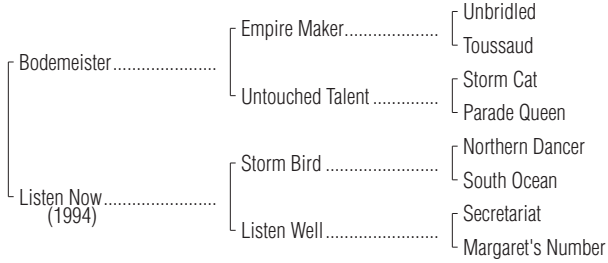 Unbridled
Empire Maker.....................
Toussaud
Bodemeister.......................
Storm Cat
Untouched Talent ...............
Parade Queen
Northern Dancer
Storm Bird .........................
South Ocean
Listen Now.........................
(1994)
Secretariat
Listen Well.........................
Margaret's Number